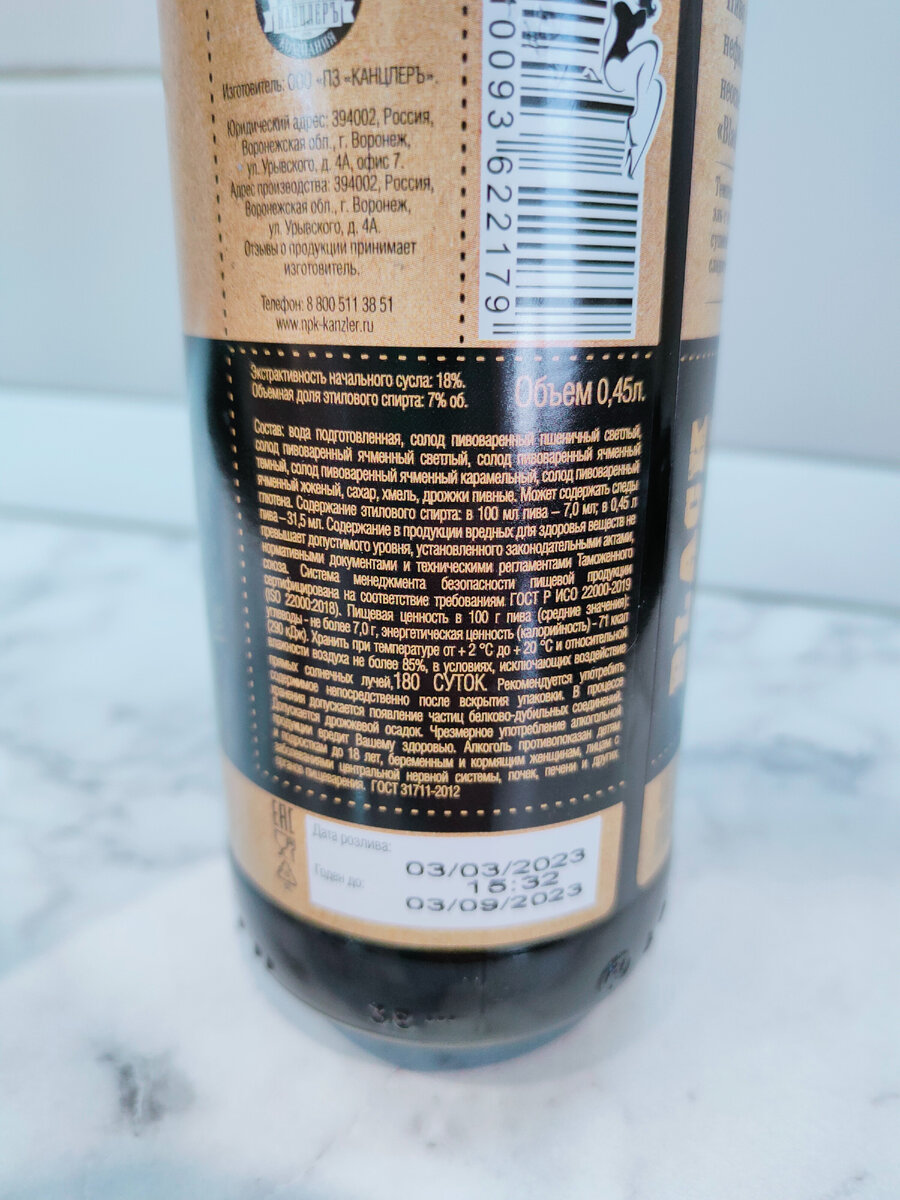 КАНЦЛЕРЪ
КОМПАНИЯ
Изготовитель: ООО «ПЗ «КАНЦЛЕРЪ».
Юридический адрес: 394002, Россия,
Воронежская обл., г. Воронеж,
ул. Урывского, д. 4А, офис 7.
Адрес производства: 394002, Россия,
Воронежская обл., г. Воронеж,
ул. Урывского, д. 4А.
Отзывы о продукции принимает
изготовитель.
Телефон: 8 800 511 38 51
www.npk-kanzler.ru
10093 622179
Экстрактивность начального сусла: 18%.
Объемная доля этилового спирта: 7% об.
Объем 0,45л.
Состав: вода подготовленная, солод пивоваренный пшеничный светлый,
солод пивоваренный ячменный светлый, солод пивоваренный ячменный
темный, солод пивоваренный ячменный карамельный, солод пивоваренный
ячменный жженый, сахар, хмель, дрожжи пивные. Может содержать следы
глютена. Содержание этилового спирта: в 100 мл пива – 7,0 мл; в 0,45 л
пива – 31,5 мл. Содержание в продукции вредных для здоровья веществ не
превышает допустимого уровня, установленного законодательными актами,
нормативными документами и техническими регламентами Таможенного
союза. Система менеджмента безопасности пищевой продукции
сертифицирована на соответствие требованиям ГОСТ Р ИСО 22000-2019
(ISO 22000:2018). Пищевая ценность в 100 г пива (средние значения):
углеводы - не более 7,0 г, энергетическая ценность (калорийность) - 71 ккал
(290 кДж). Хранить при температуре от + 2 °C до + 20 °C и относительной
влажности воздуха не более 85%, в условиях, исключающих воздействие
прямых солнечных лучей, 180 СУТОК. Рекомендуется употребить
содержимое непосредственно после вскрытия упаковки. В процессе
хранения допускается появление частиц белково-дубильных соединений.
Допускается дрожжевой осадок. Чрезмерное употребление алкогольной
продукции вредит Вашему здоровью. Алкоголь противопоказан детям
и подросткам до 18 лет, беременным и кормящим женщинам, лицам с
заболеваниями центральной нервной системы, почек, печени и других
органов пищеварения. ГОСТ 31711-2012
BLACK
EAC
Дата розлива:
03/03/2023
15:32
Годен до:
03/09/2023